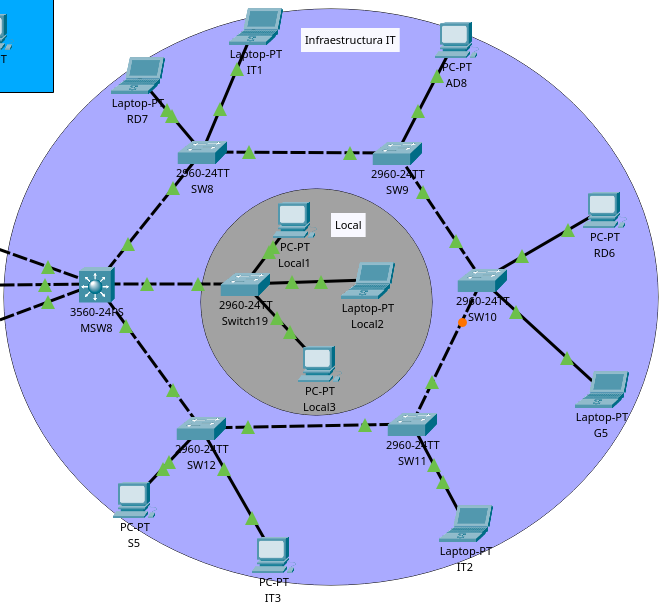 T
Infraestructura IT
Laptop-PT
IT1
PC-PT
AD8
Laptop-PT
RD7
2960-24TT
SW8
2960-24TT
SW9
Local
PC-PT
Local1
PC-PT
RD6
3560-24PS
MSW8
2960-24TT
Switch19
Laptop-PT
Local2
2960-24TT
SW10
PC-PT
Local3
Laptop-PT
G5
2960-24TT
SW12
2960-24TT
SW11
PC-PT
S5
Laptop-PT
IT2
PC-PT
IT3